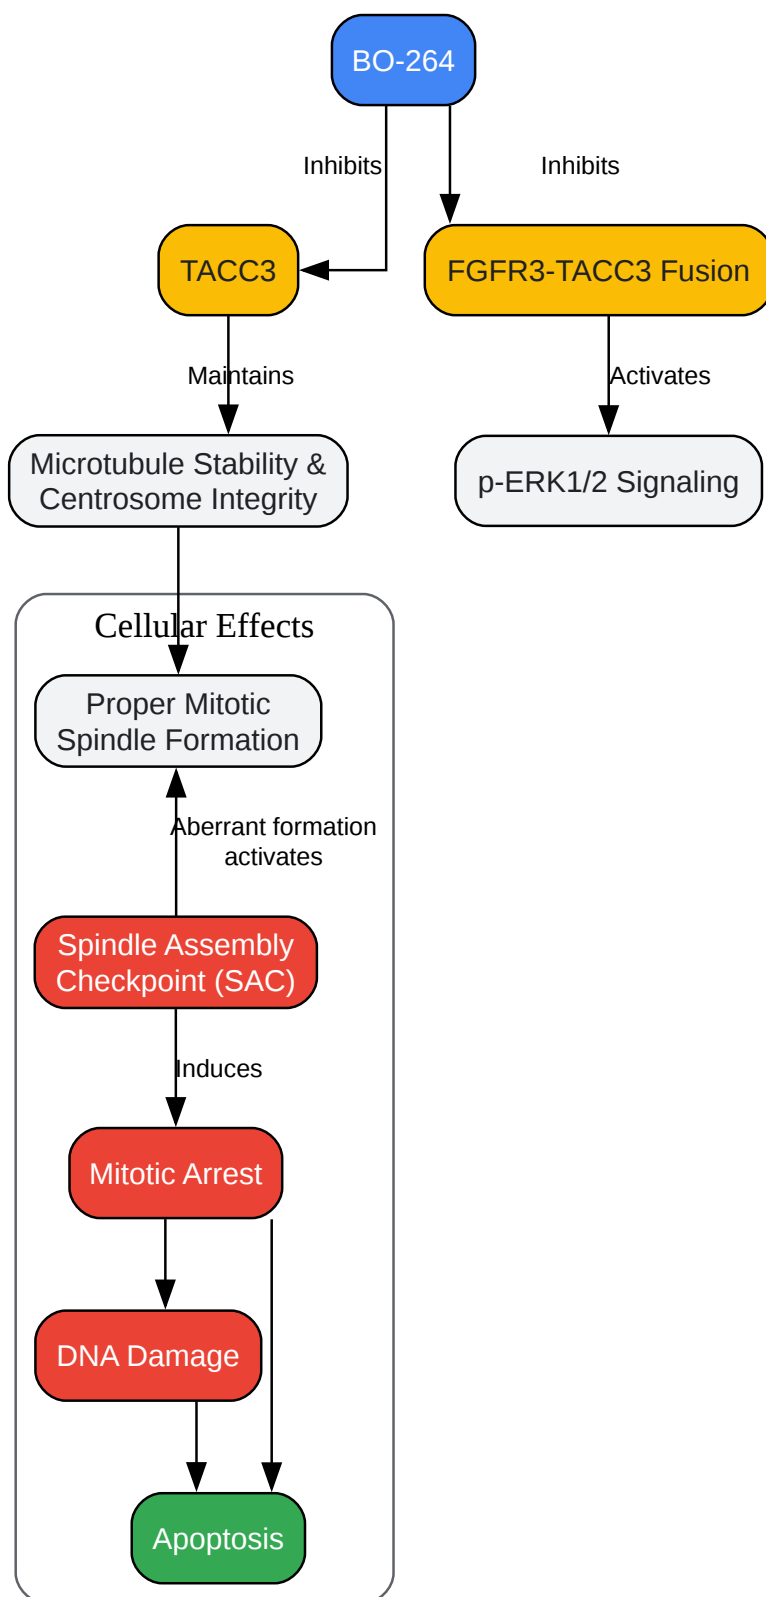 BO-264
Inhibits
Inhibits
TACC3
FGFR3-TACC3 Fusion
Maintains
Activates
Microtubule Stability &
Centrosome Integrity
p-ERK1/2 Signaling
Cellular Effects
Proper Mitotic
Spindle Formation
Aberrant formation
activates
Spindle Assembly
Checkpoint (SAC)
Induces
Mitotic Arrest
DNA Damage
Apoptosis